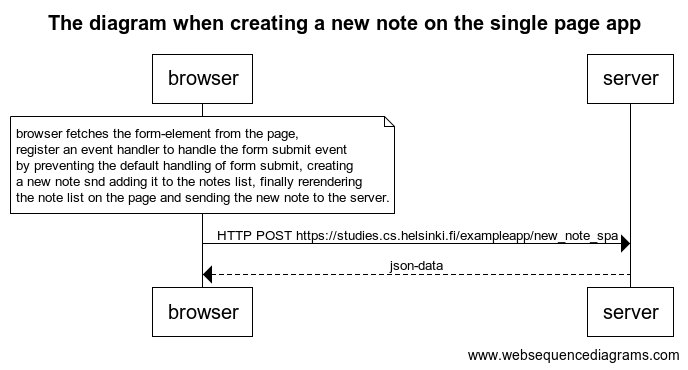 The diagram when creating a new note on the single page app
browser
server
browser fetches the form-element from the page,
register an event handler to handle the form submit event
by preventing the default handling of form submit, creating
a new note snd adding it to the notes list, finally rerendering
the note list on the page and sending the new note to the server.
HTTP POST https://studies.cs.helsinki.fi/exampleapp/new_note_spa
json-data
browser
server
www.websequencediagrams.com